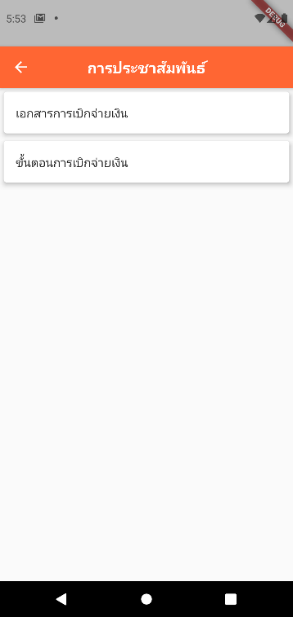 5:53
DEBUG
การประชาสัมพันธ์
เอกสารการเบิกจ่ายเงิน
ขั้นตอนการเบิกจ่ายเงิน